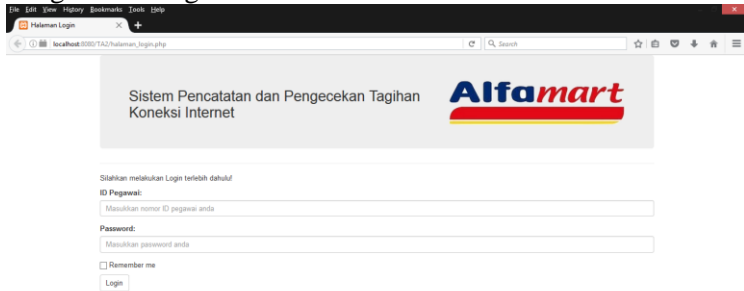 File Edit View History Bookmarks Tools Help
Halaman Login
localhost:8080/TA2/halaman_login.php
Search
Sistem Pencatatan dan Pengecekan Tagihan
Koneksi Internet
Alfamart
Silahkan melakukan Login terlebih dahulu!
ID Pegawai:
Masukkan nomor ID pegawai anda
Password:
Masukkan password anda
Remember me
Login